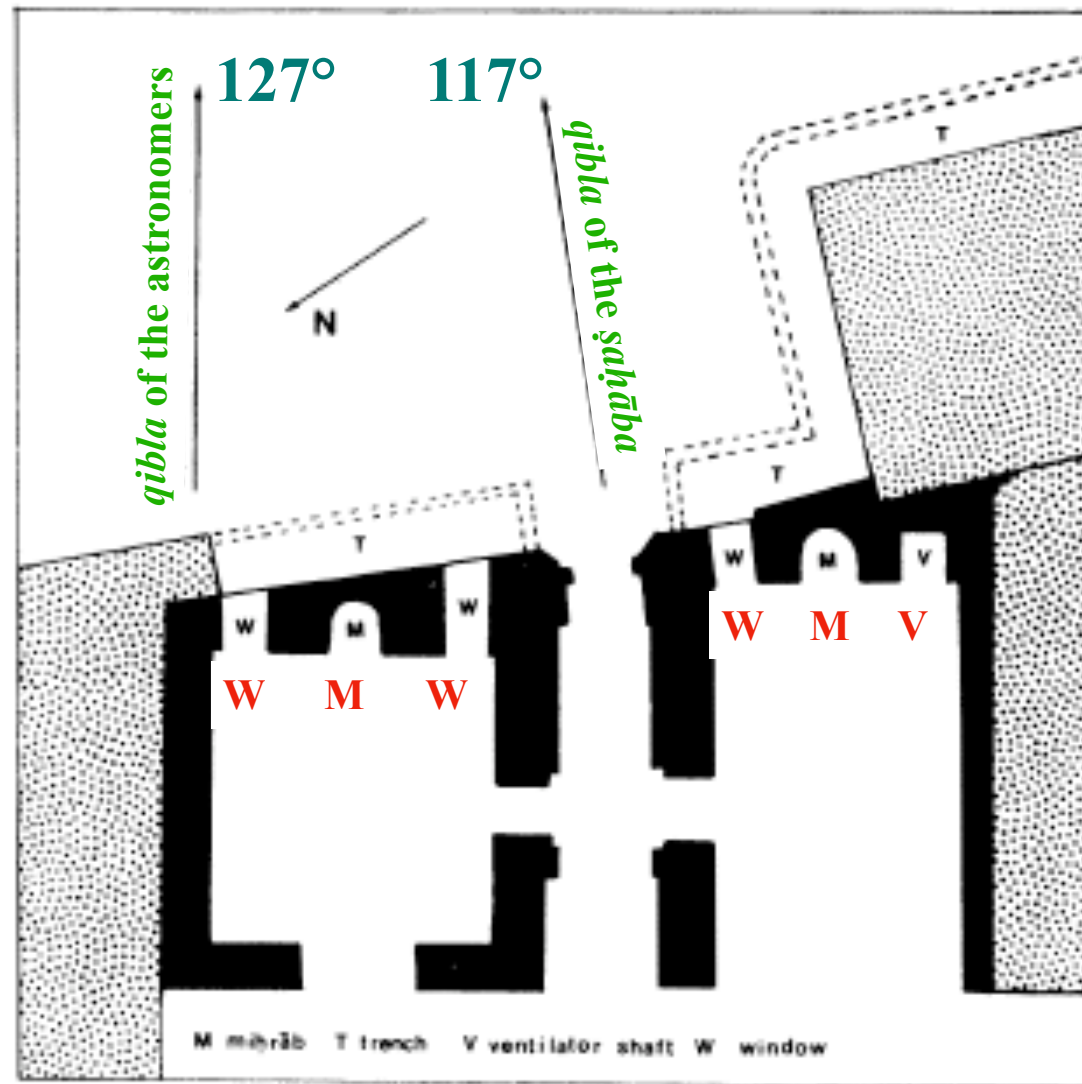 127° 117°
qibla of the astronomers
qibla of the ṣaḥāba
N
T
T
T
W M W
W M V
W M V
W M W
M miḥrāb T trench V ventilator shaft W window